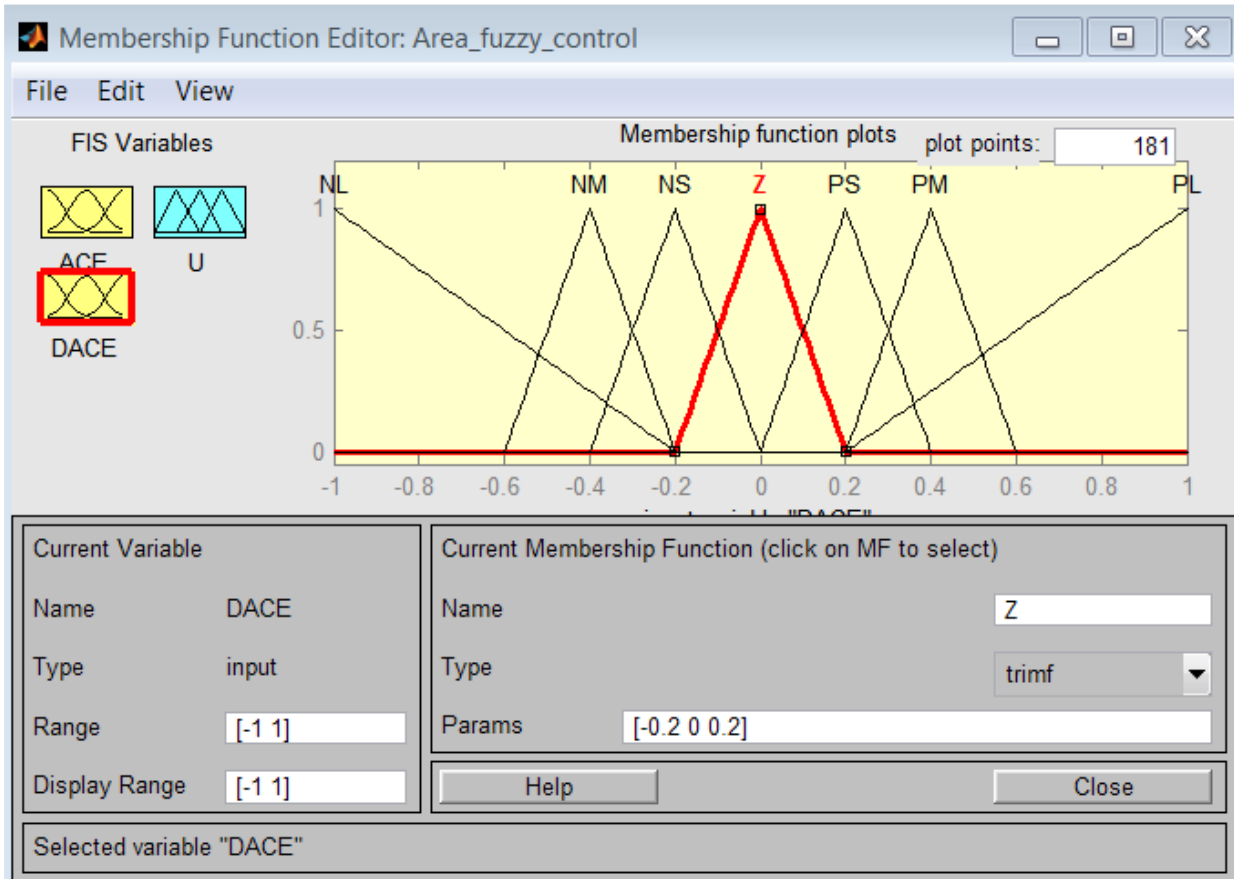 Membership Function Editor: Area_fuzzy_control
File Edit View
FIS Variables
Membership function plots
plot points: 181
NL NM NS Z PS PM PL
ACE
U
DACE
1
0.5
0
-1 -0.8 -0.6 -0.4 -0.2 0 0.2 0.4 0.6 0.8 1
input variable "DACE"
Current Variable
Name DACE
Type input
Range [-1 1]
Display Range [-1 1]
Current Membership Function (click on MF to select)
Name Z
Type trimf
Params [-0.2 0 0.2]
Help Close
Selected variable "DACE"